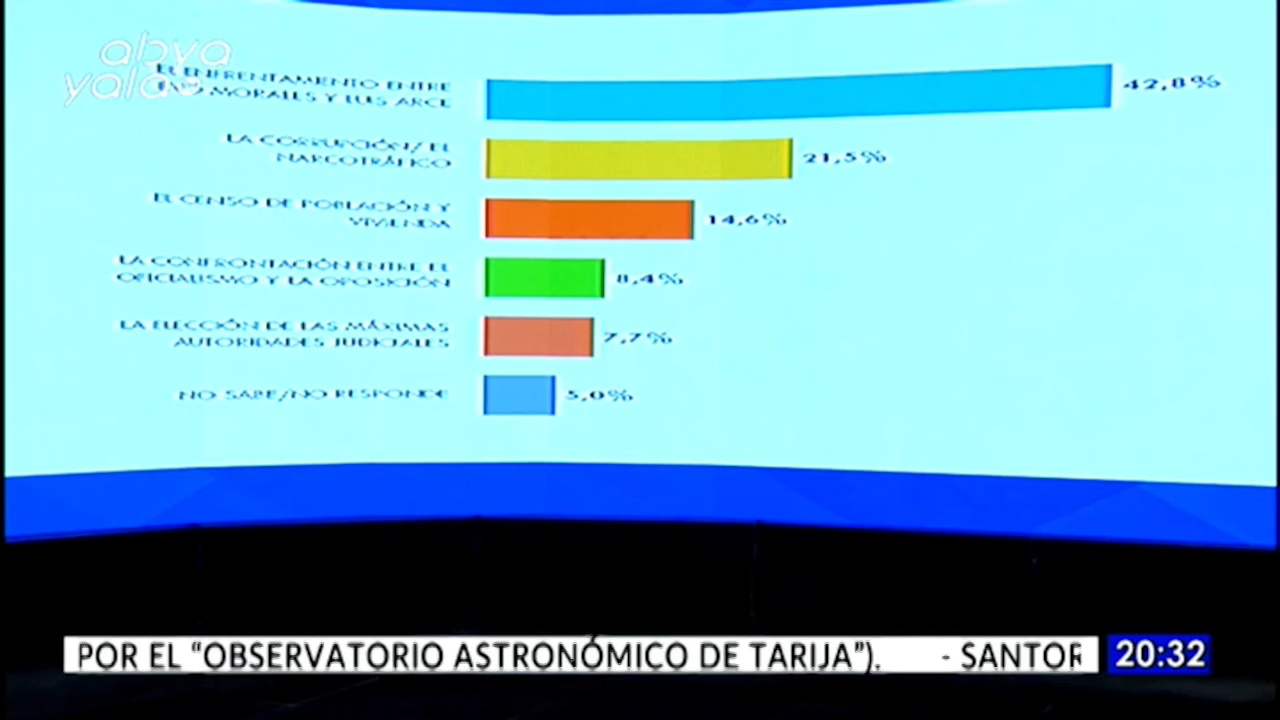 abya
yala
EL ENFRENTAMIENTO ENTRE
EVO MORALES Y LUIS ARCE
42,8%
LA CORRUPCIÓN/ EL
NARCOTRÁFICO
21,5%
EL CENSO DE POBLACIÓN Y
VIVIENDA
14,6%
LA CONFRONTACIÓN ENTRE EL
OFICIALISMO Y LA OPOSICIÓN
8,4%
LA ELECCIÓN DE LAS MÁXIMAS
AUTORIDADES JUDICIALES
7,7%
NO SABE/NO RESPONDE
5,0%
POR EL “OBSERVATORIO ASTRONÓMICO DE TARIJA”). - SANTOR
20:32